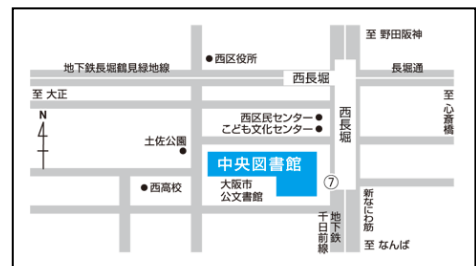 至 野田阪神
西区役所
地下鉄長堀鶴見緑地線
西長堀
長堀通
至 大正
N
西区民センター
こども文化センター
西長堀
至 心斎橋
土佐公園
中央図書館
西高校
大阪市
公文書館
⑦
地下鉄
千日前線
新なにわ筋
至 なんば